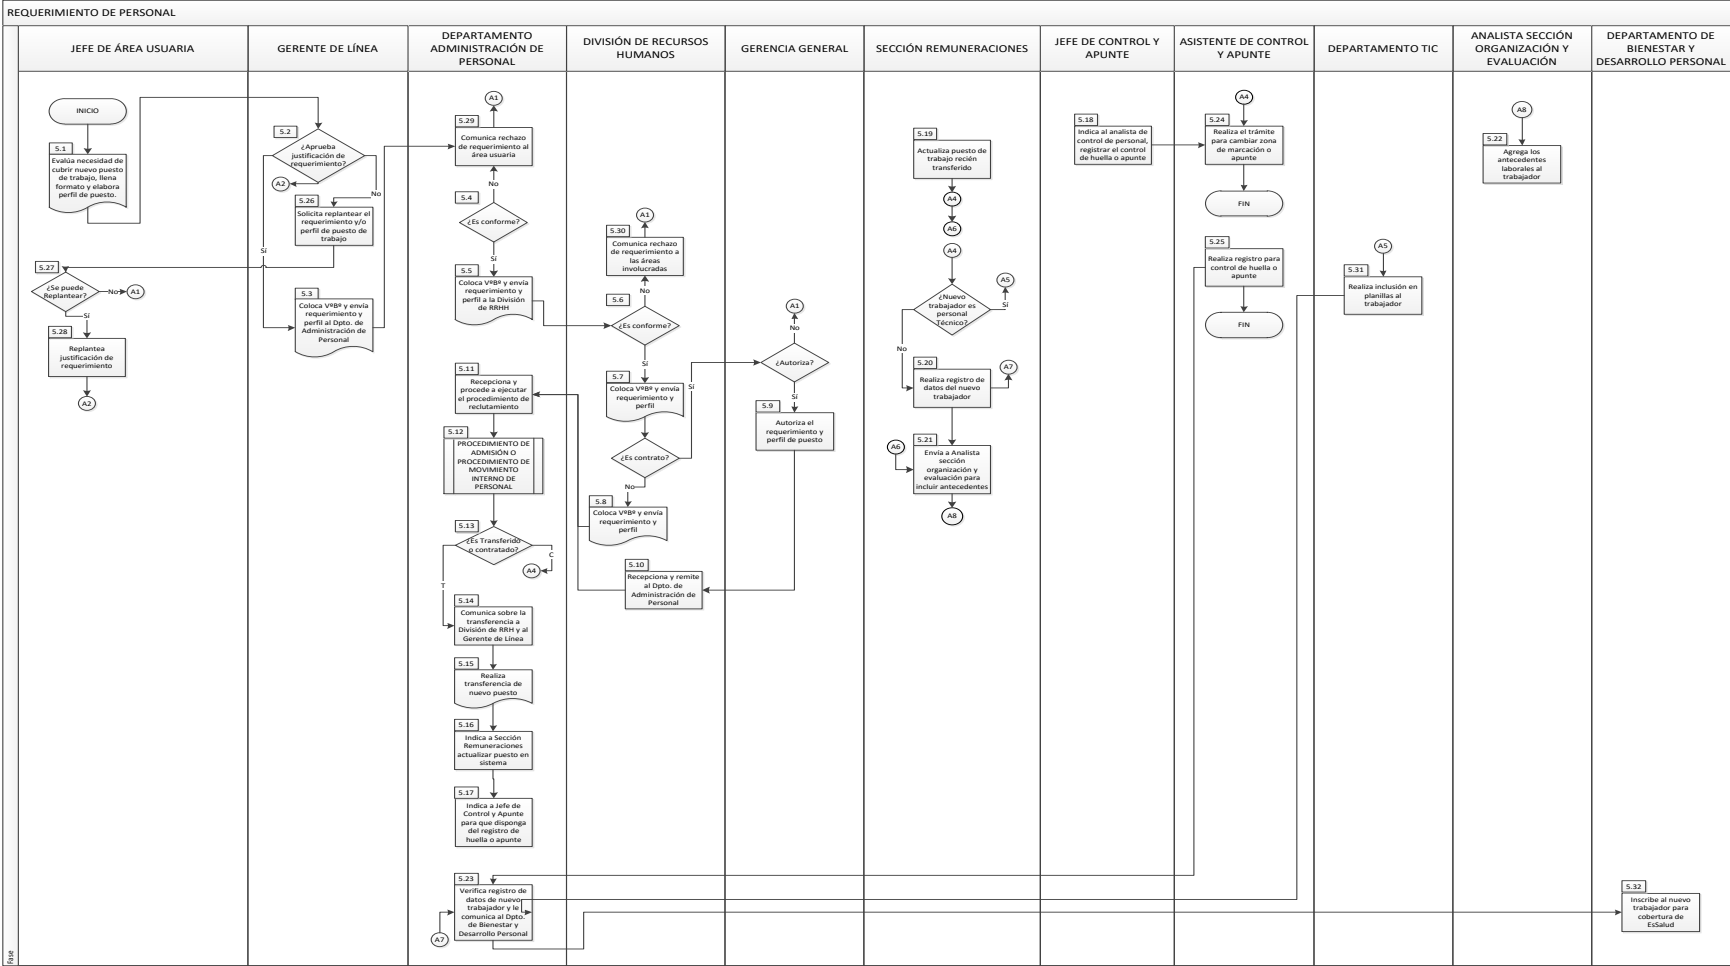 REQUERIMIENTO DE PERSONAL
JEFE DE ÁREA USUARIA
GERENTE DE LÍNEA
DEPARTAMENTO
ADMINISTRACIÓN DE
PERSONAL
DIVISIÓN DE RECURSOS
HUMANOS
GERENCIA GENERAL
SECCIÓN REMUNERACIONES
JEFE DE CONTROL Y
APUNTE
ASISTENTE DE CONTROL
Y APUNTE
DEPARTAMENTO TIC
ANALISTA SECCIÓN
ORGANIZACIÓN Y
EVALUACIÓN
DEPARTAMENTO DE
BIENESTAR Y
DESARROLLO PERSONAL
INICIO
5.1
Evalúa necesidad de
cubrir nuevo puesto
de trabajo, llena
formato y elabora
perfil de puesto.
5.27
¿Se puede
Replantear?
No
A1
Sí
5.28
Replantea
justificación de
requerimiento
A2
5.2
¿Aprueba
justificación de
requerimiento?
A2
No
5.26
Solicita replantear el
requerimiento y/o
perfil de puesto de
trabajo
Sí
5.3
Coloca VºBº y envía
requerimiento y
perfil al Dpto. de
Administración de
Personal
A1
5.29
Comunica rechazo
de requerimiento al
área usuaria
No
5.4
¿Es conforme?
Sí
5.5
Coloca VºBº y envía
requerimiento y
perfil a la División
de RRHH
5.11
Recepciona y
procede a ejecutar
el procedimiento de
reclutamiento
5.12
PROCEDIMIENTO DE
ADMISIÓN O
PROCEDIMIENTO DE
MOVIMIENTO
INTERNO DE
PERSONAL
5.13
¿Es Transferido
o contratado?
C
A4
T
5.14
Comunica sobre la
transferencia a
División de RRH y al
Gerente de Línea
5.15
Realiza
transferencia de
nuevo puesto
5.16
Indica a Sección
Remuneraciones
actualizar puesto en
sistema
5.17
Indica a Jefe de
Control y Apunte
para que disponga
del registro de
huella o apunte
5.23
Verifica registro de
datos de nuevo
trabajador y le
comunica al Dpto.
de Bienestar y
Desarrollo Personal
A7
A1
5.30
Comunica rechazo
de requerimiento a
las áreas
involucradas
No
5.6
¿Es conforme?
Sí
5.7
Coloca VºBº y envía
requerimiento y
perfil
¿Es contrato?
Sí
No
5.8
Coloca VºBº y envía
requerimiento y
perfil
5.10
Recepciona y remite
al Dpto. de
Administración de
Personal
A1
No
¿Autoriza?
Sí
5.9
Autoriza el
requerimiento y
perfil de puesto
5.19
Actualiza puesto de
trabajo recién
transferido
A4
A6
A4
¿Nuevo
trabajador es
personal
Técnico?
A5
Sí
No
5.20
Realiza registro de
datos del nuevo
trabajador
A7
A6
5.21
Envía a Analista
sección
organización y
evaluación para
incluir antecedentes
A8
5.18
Indica al analista de
control de personal,
registrar el control
de huella o apunte
A4
5.24
Realiza el trámite
para cambiar zona
de marcación o
apunte
FIN
5.25
Realiza registro para
control de huella o
apunte
FIN
A5
5.31
Realiza inclusión en
planillas al
trabajador
A8
5.22
Agrega los
antecedentes
laborales al
trabajador
5.32
Inscribe al nuevo
trabajador para
cobertura de
EsSalud
Fase